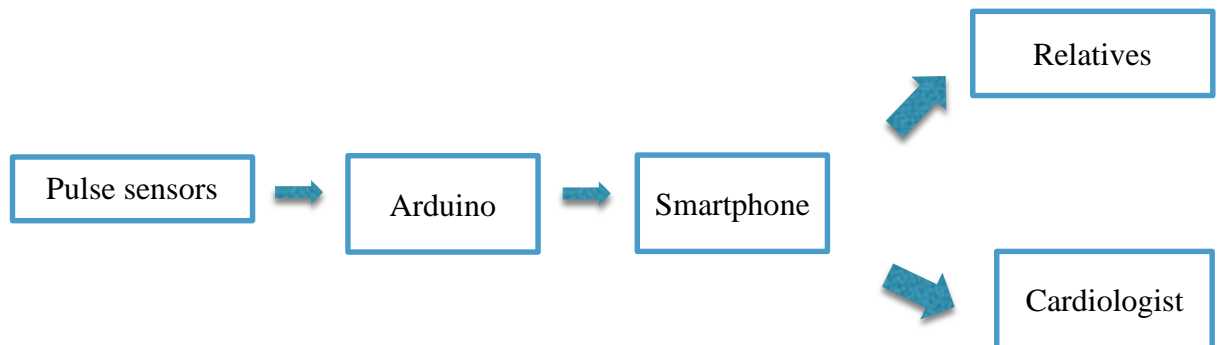 Relatives
Pulse sensors
Arduino
Smartphone
Cardiologist